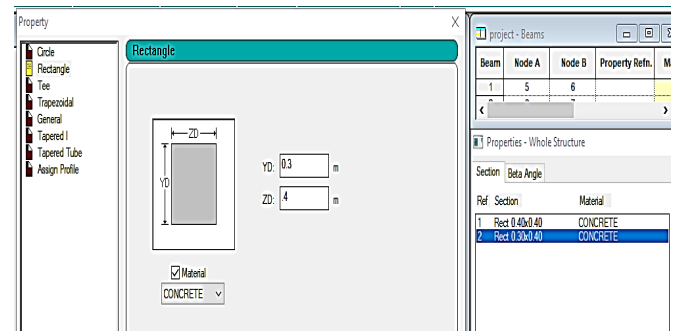 Property
X
Circle
Rectangle
Tee
Trapezoidal
General
Tapered I
Tapered Tube
Assign Profile
Rectangle
ZD
YD
YD: 0.3 m
ZD: .4 m
Material
CONCRETE
project - Beams
Beam Node A Node B Property Refn.
1 5 6
Properties - Whole Structure
Section Beta Angle
Ref Section Material
1 Rect 0.40x0.40 CONCRETE
2 Rect 0.30x0.40 CONCRETE